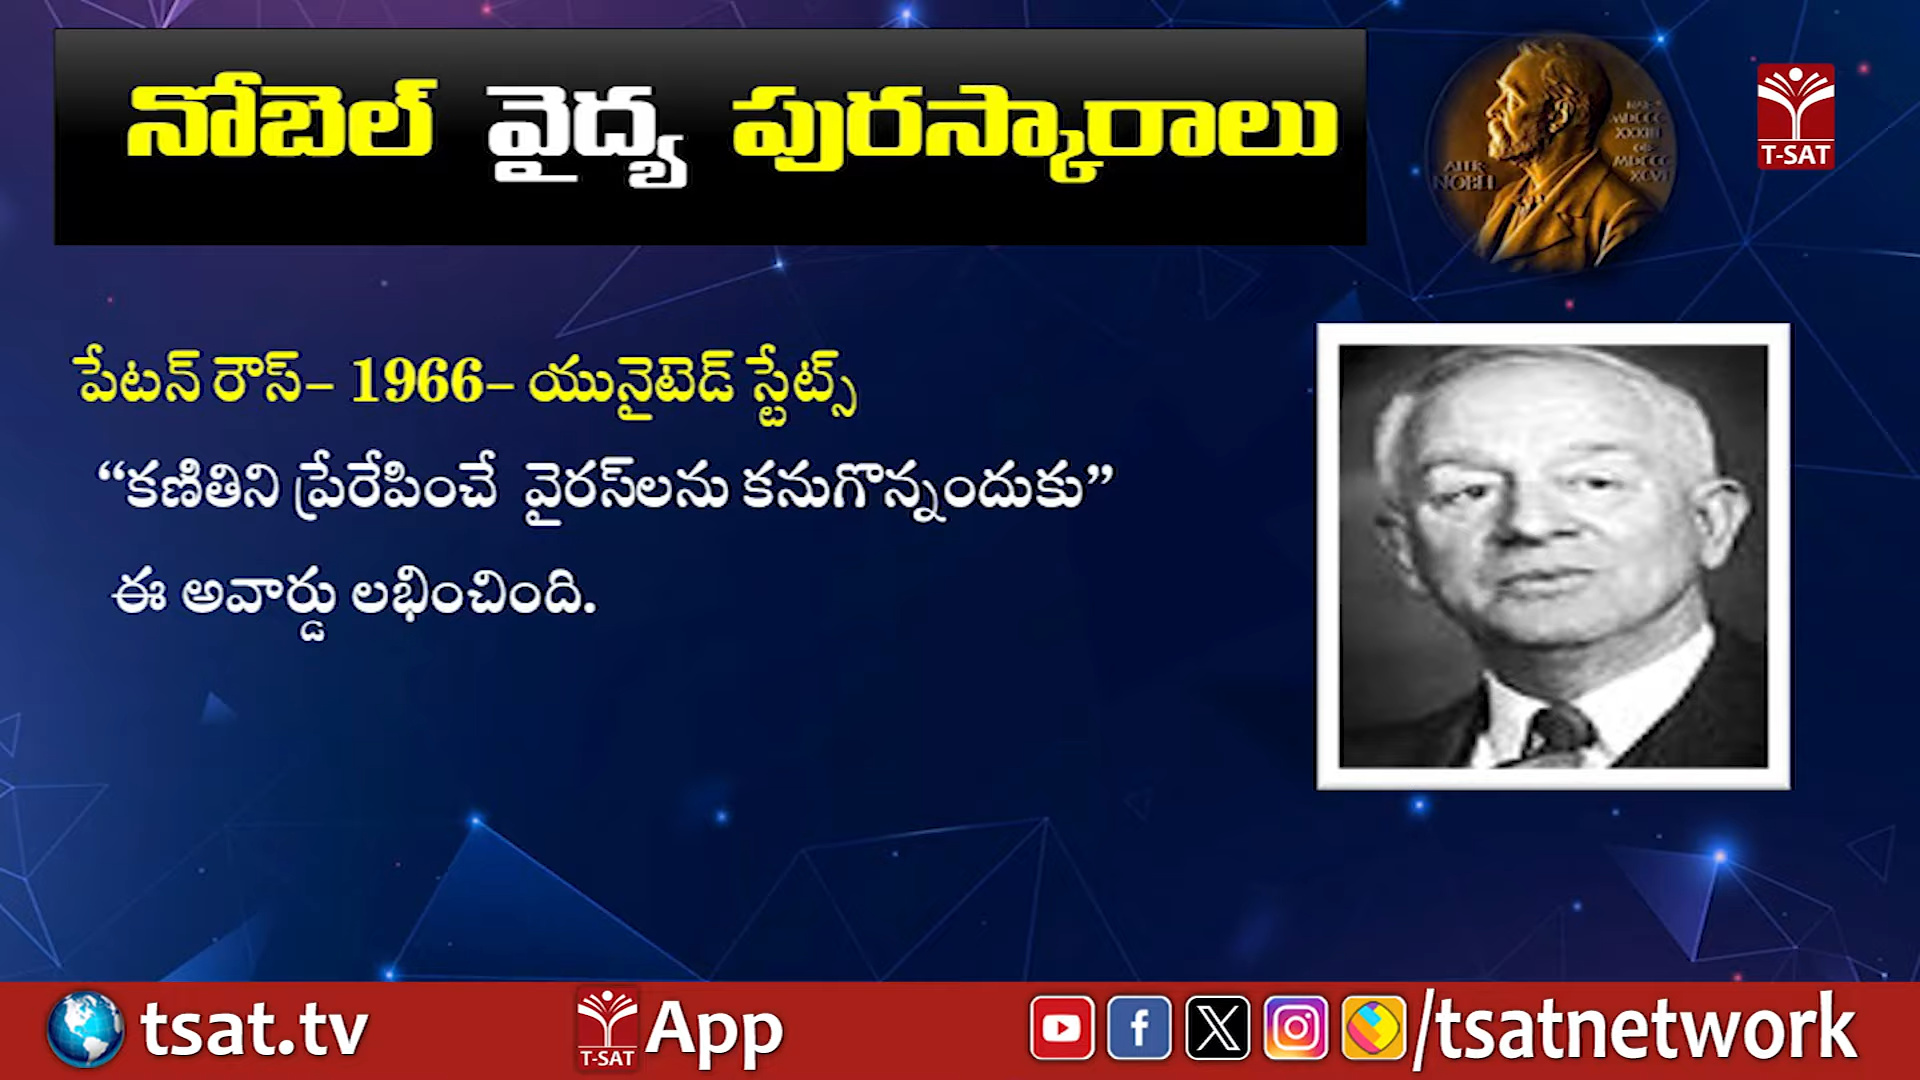 నోబెల్ వైద్య పురస్కారాలు
T-SAT
పేటన్ రౌస్- 1966- యునైటెడ్ స్టేట్స్
“కణితిని ప్రేరేపించే వైరస్‌లను కనుగొన్నందుకు”
ఈ అవార్డు లభించింది.
tsat.tv
T-SAT
App
/tsatnetwork